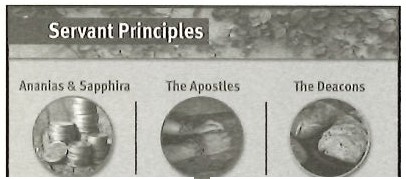 Servant Principles
Ananias & Sapphira
The Apostles
The Deacons